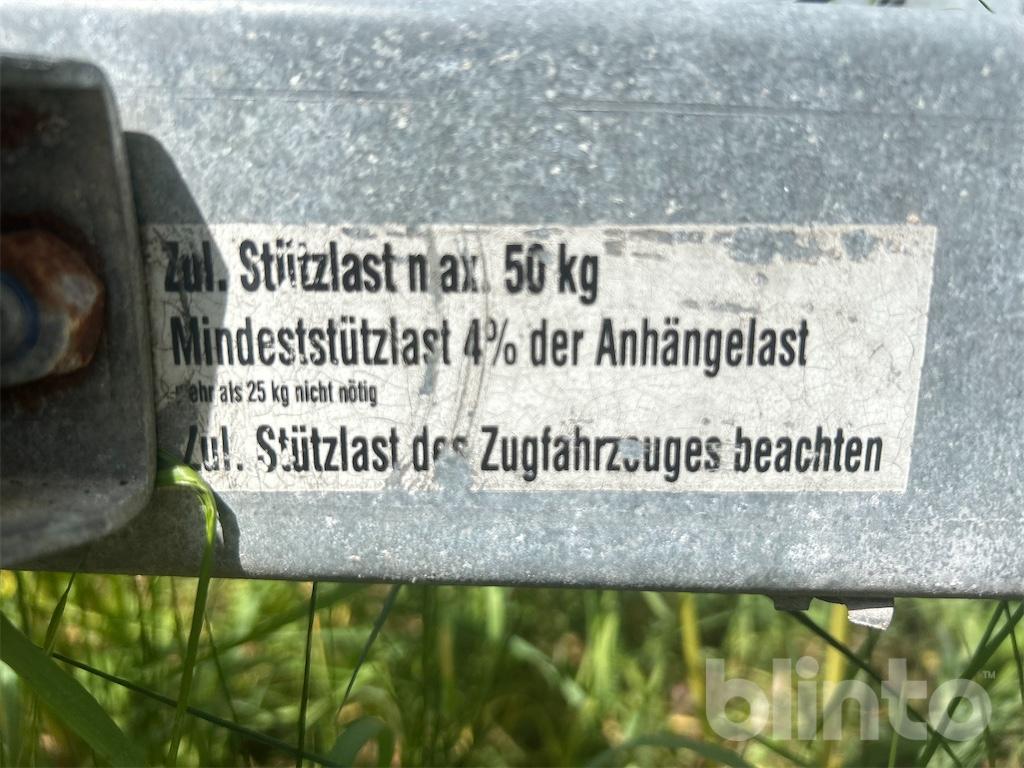 Zul. Stützlast max. 50 kg
Mindeststützlast 4% der Anhängelast
mehr als 25 kg nicht nötig
Zul. Stützlast des Zugfahrzeuges beachten
blinto™